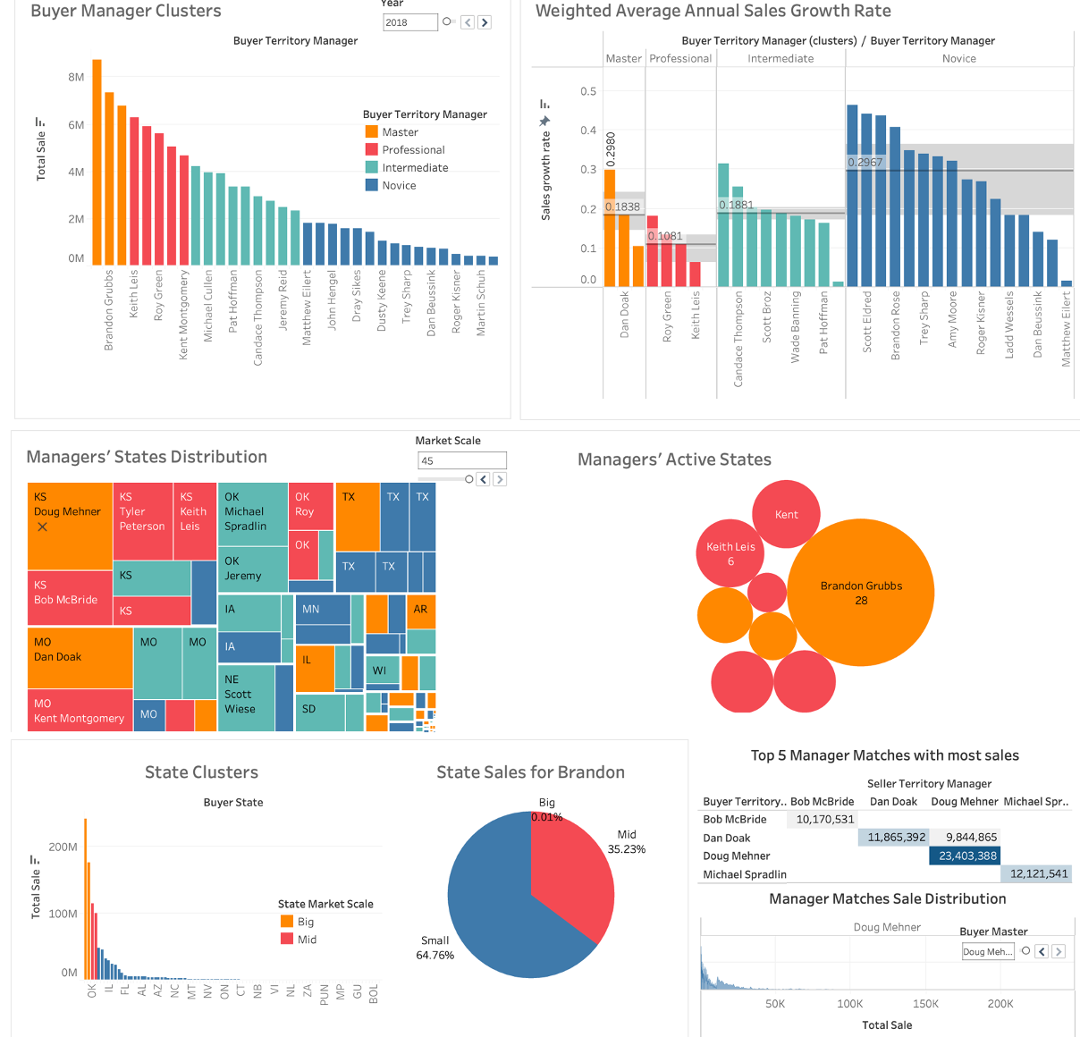 Buyer Manager Clusters
Year
2018
Buyer Territory Manager
8M
6M
4M
2M
0M
Total Sale
Buyer Territory Manager
Master
Professional
Intermediate
Novice
Brandon Grubbs
Keith Leis
Roy Green
Kent Montgomery
Michael Cullen
Pat Hoffman
Candace Thompson
Jeremy Reid
Matthew Eilert
John Hengel
Dray Sikes
Dusty Keene
Trey Sharp
Dan Beussink
Roger Kisner
Martin Schuh
Weighted Average Annual Sales Growth Rate
Buyer Territory Manager (clusters) / Buyer Territory Manager
Master
Professional
Intermediate
Novice
0.5
0.4
0.3
0.2
0.1
0.0
Sales growth rate
0.2980
0.1838
0.1081
0.1881
0.2967
Dan Doak
Roy Green
Keith Leis
Candace Thompson
Scott Broz
Wade Banning
Pat Hoffman
Scott Eldred
Brandon Rose
Trey Sharp
Amy Moore
Roger Kisner
Ladd Wessels
Dan Beussink
Matthew Eilert
Managers' States Distribution
Market Scale
45
KS
Doug Mehner
KS
Tyler
Peterson
KS
Keith
Leis
KS
KS
Bob McBride
KS
MO
Dan Doak
MO
MO
MO
Kent Montgomery
MO
OK
Michael
Spradlin
OK
Roy
OK
OK
Jeremy
TX
TX
TX
TX
TX
IA
MN
AR
IA
IL
WI
NE
Scott
Wiese
SD
Managers' Active States
Kent
Keith Leis
6
Brandon Grubbs
28
State Clusters
Buyer State
200M
100M
0M
Total Sale
State Market Scale
Big
Mid
OK
IL
FL
AL
AZ
NC
MT
NV
ON
CT
NB
VI
NL
ZA
PUN
MP
GU
BOL
State Sales for Brandon
Big
0.01%
Mid
35.23%
Small
64.76%
Top 5 Manager Matches with most sales
Seller Territory Manager
Buyer Territory.. Bob McBride Dan Doak Doug Mehner Michael Spr..
Bob McBride 10,170,531
Dan Doak 11,865,392 9,844,865
Doug Mehner 23,403,388
Michael Spradlin 12,121,541
Manager Matches Sale Distribution
Doug Mehner
Buyer Master
Doug Meh...
50K
100K
150K
200K
Total Sale